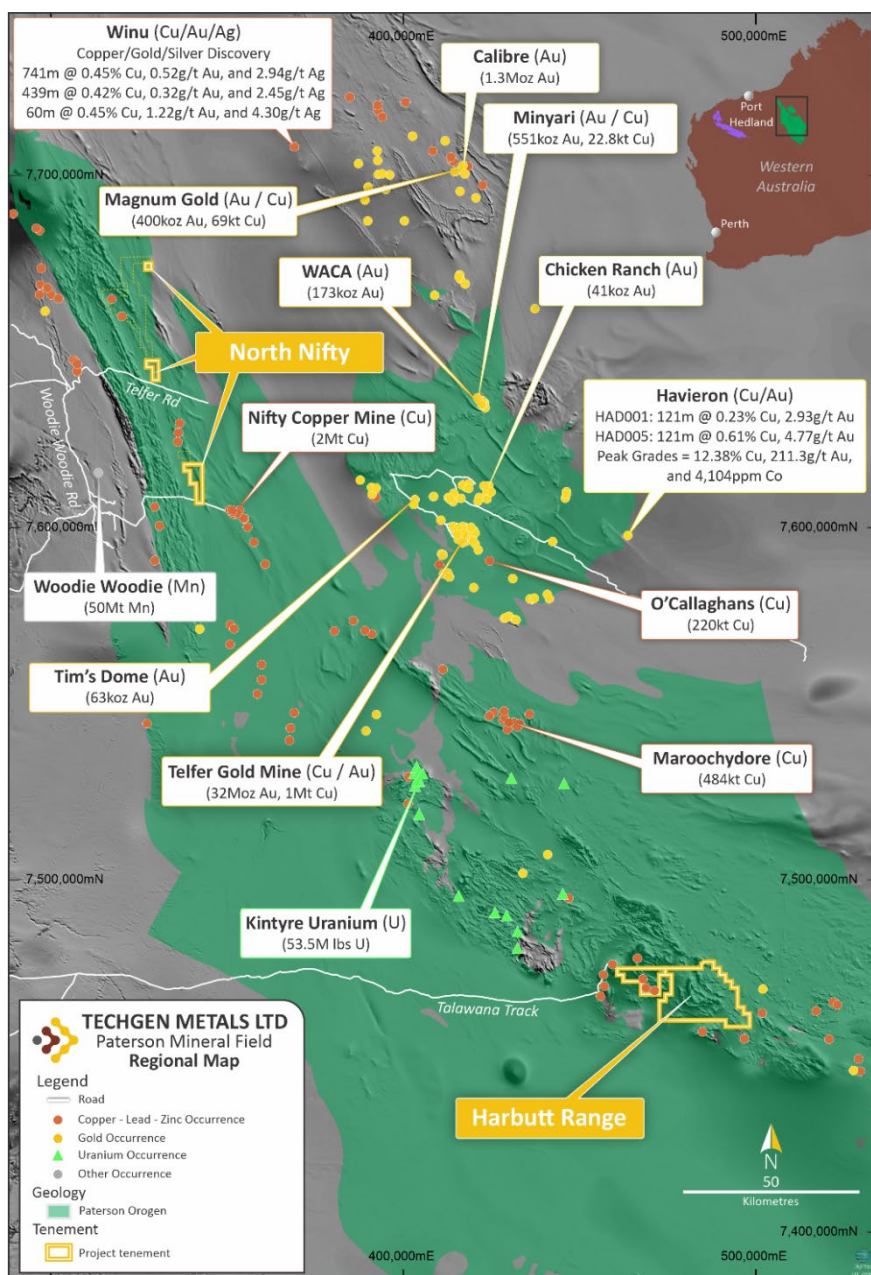 Winu (Cu/Au/Ag)
Copper/Gold/Silver Discovery
741m @ 0.45% Cu, 0.52g/t Au, and 2.94g/t Ag
439m @ 0.42% Cu, 0.32g/t Au, and 2.45g/t Ag
60m @ 0.45% Cu, 1.22g/t Au, and 4.30g/t Ag
400,000mE
500,000mE
Calibre (Au)
(1.3Moz Au)
Minyari (Au / Cu)
(551koz Au, 22.8kt Cu)
Port
Hedland
Western
Australia
Perth
7,700,000mN
7,700,000mN
Magnum Gold (Au / Cu)
(400koz Au, 69kt Cu)
WACA (Au)
(173koz Au)
Chicken Ranch (Au)
(41koz Au)
North Nifty
Telfer Rd
Woodie Woodie Rd
Nifty Copper Mine (Cu)
(2Mt Cu)
Havieron (Cu/Au)
HAD001: 121m @ 0.23% Cu, 2.93g/t Au
HAD005: 121m @ 0.61% Cu, 4.77g/t Au
Peak Grades = 12.38% Cu, 211.3g/t Au,
and 4,104ppm Co
7,600,000mN
7,600,000mN
Woodie Woodie (Mn)
(50Mt Mn)
O'Callaghans (Cu)
(220kt Cu)
Tim's Dome (Au)
(63koz Au)
Telfer Gold Mine (Cu / Au)
(32Moz Au, 1Mt Cu)
Maroochydore (Cu)
(484kt Cu)
7,500,000mN
7,500,000mN
Kintyre Uranium (U)
(53.5M lbs U)
Talawana Track
Harbutt Range
TECHGEN METALS LTD
Paterson Mineral Field
Regional Map
Legend
Road
Copper - Lead - Zinc Occurrence
Gold Occurrence
Uranium Occurrence
Other Occurrence
Geology
Paterson Orogen
Tenement
Project tenement
N
50
Kilometres
7,400,000mN
400,000mE
500,000mE